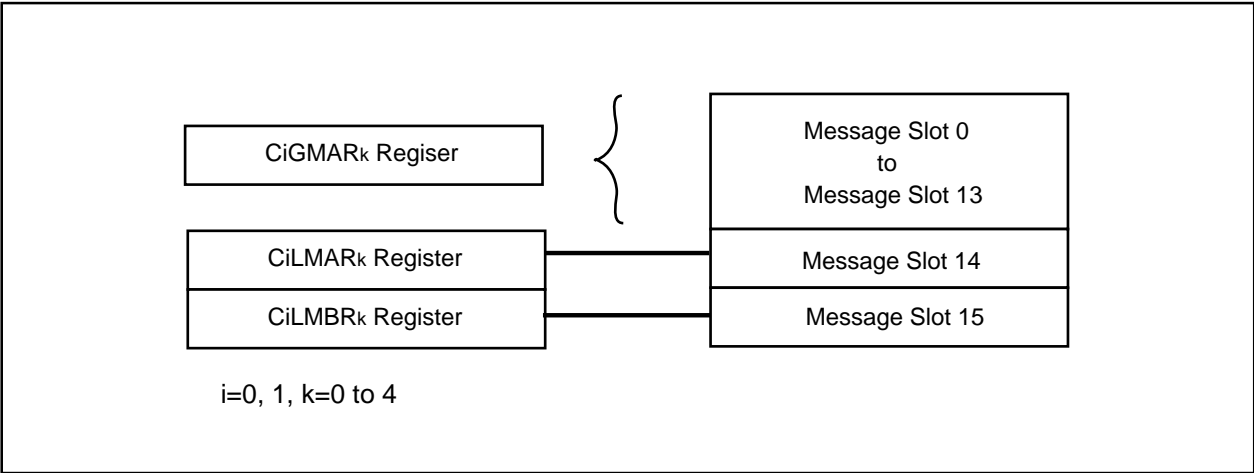 CiGMARk Regiser
Message Slot 0
to
Message Slot 13
CiLMARk Register
Message Slot 14
CiLMBRk Register
Message Slot 15
i=0, 1, k=0 to 4